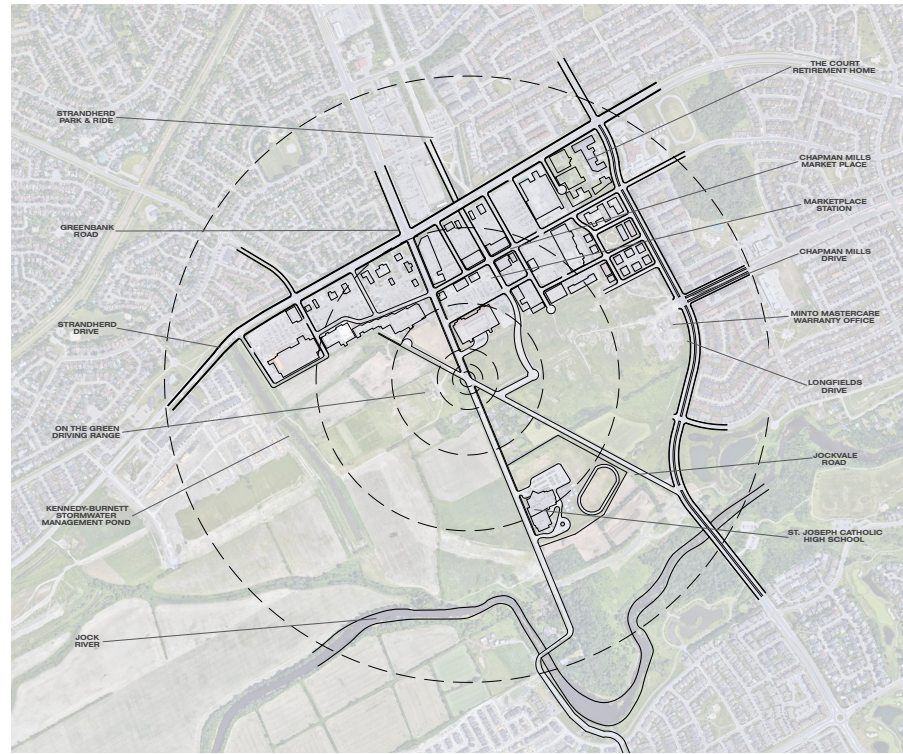 STRANDHERD
PARK & RIDE
GREENBANK
ROAD
STRANDHERD
DRIVE
ON THE GREEN
DRIVING RANGE
KENNEDY-BURNETT
STORMWATER
MANAGEMENT POND
JOCK
RIVER
THE COURT
RETIREMENT HOME
CHAPMAN MILLS
MARKET PLACE
MARKETPLACE
STATION
CHAPMAN MILLS
DRIVE
MINTO MASTERCARE
WARRANTY OFFICE
LONGFIELDS
DRIVE
JOCKVALE
ROAD
ST. JOSEPH CATHOLIC
HIGH SCHOOL